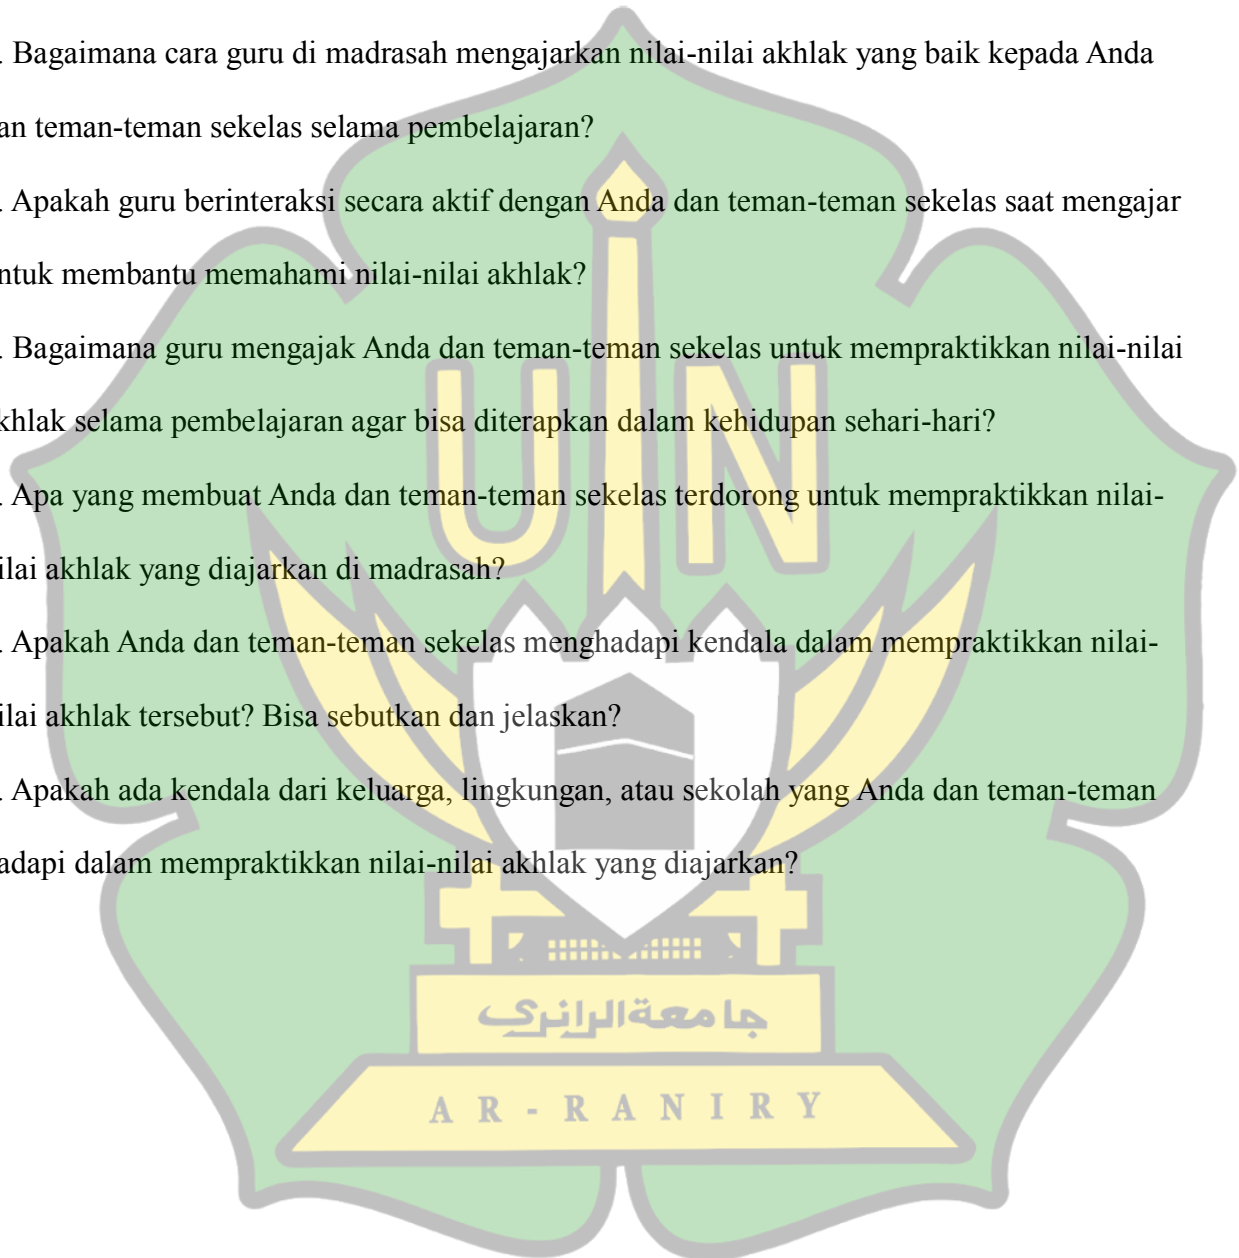 . Bagaimana cara guru di madrasah mengajarkan nilai-nilai akhlak yang baik kepada Anda
an teman-teman sekelas selama pembelajaran?
. Apakah guru berinteraksi secara aktif dengan Anda dan teman-teman sekelas saat mengajar
ntuk membantu memahami nilai-nilai akhlak?
. Bagaimana guru mengajak Anda dan teman-teman sekelas untuk mempraktikkan nilai-nilai
khlak selama pembelajaran agar bisa diterapkan dalam kehidupan sehari-hari?
. Apa yang membuat Anda dan teman-teman sekelas terdorong untuk mempraktikkan nilai-
ilai akhlak yang diajarkan di madrasah?
. Apakah Anda dan teman-teman sekelas menghadapi kendala dalam mempraktikkan nilai-
ilai akhlak tersebut? Bisa sebutkan dan jelaskan?
. Apakah ada kendala dari keluarga, lingkungan, atau sekolah yang Anda dan teman-teman
adapi dalam mempraktikkan nilai-nilai akhlak yang diajarkan?
UIN
جامعة الرانري
AR-RANIRY